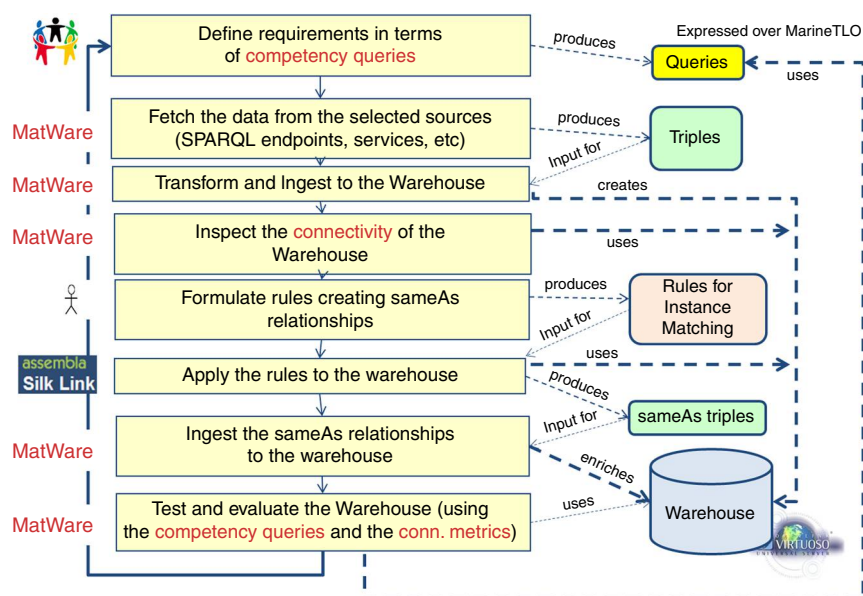 Define requirements in terms
of competency queries
produces
Expressed over MarineTLO
Queries
uses
MatWare
Fetch the data from the selected sources
(SPARQL endpoints, services, etc)
produces
Triples
Input for
MatWare
Transform and Ingest to the Warehouse
creates
MatWare
Inspect the connectivity of the
Warehouse
uses
Formulate rules creating sameAs
relationships
produces
Rules for
Instance
Matching
Input for
assembla
Silk Link
Apply the rules to the warehouse
uses
produces
sameAs triples
Input for
MatWare
Ingest the sameAs relationships
to the warehouse
enriches
Warehouse
MatWare
Test and evaluate the Warehouse (using
the competency queries and the conn. metrics)
uses
VIRTUOSO
UNIVERSAL SERVER